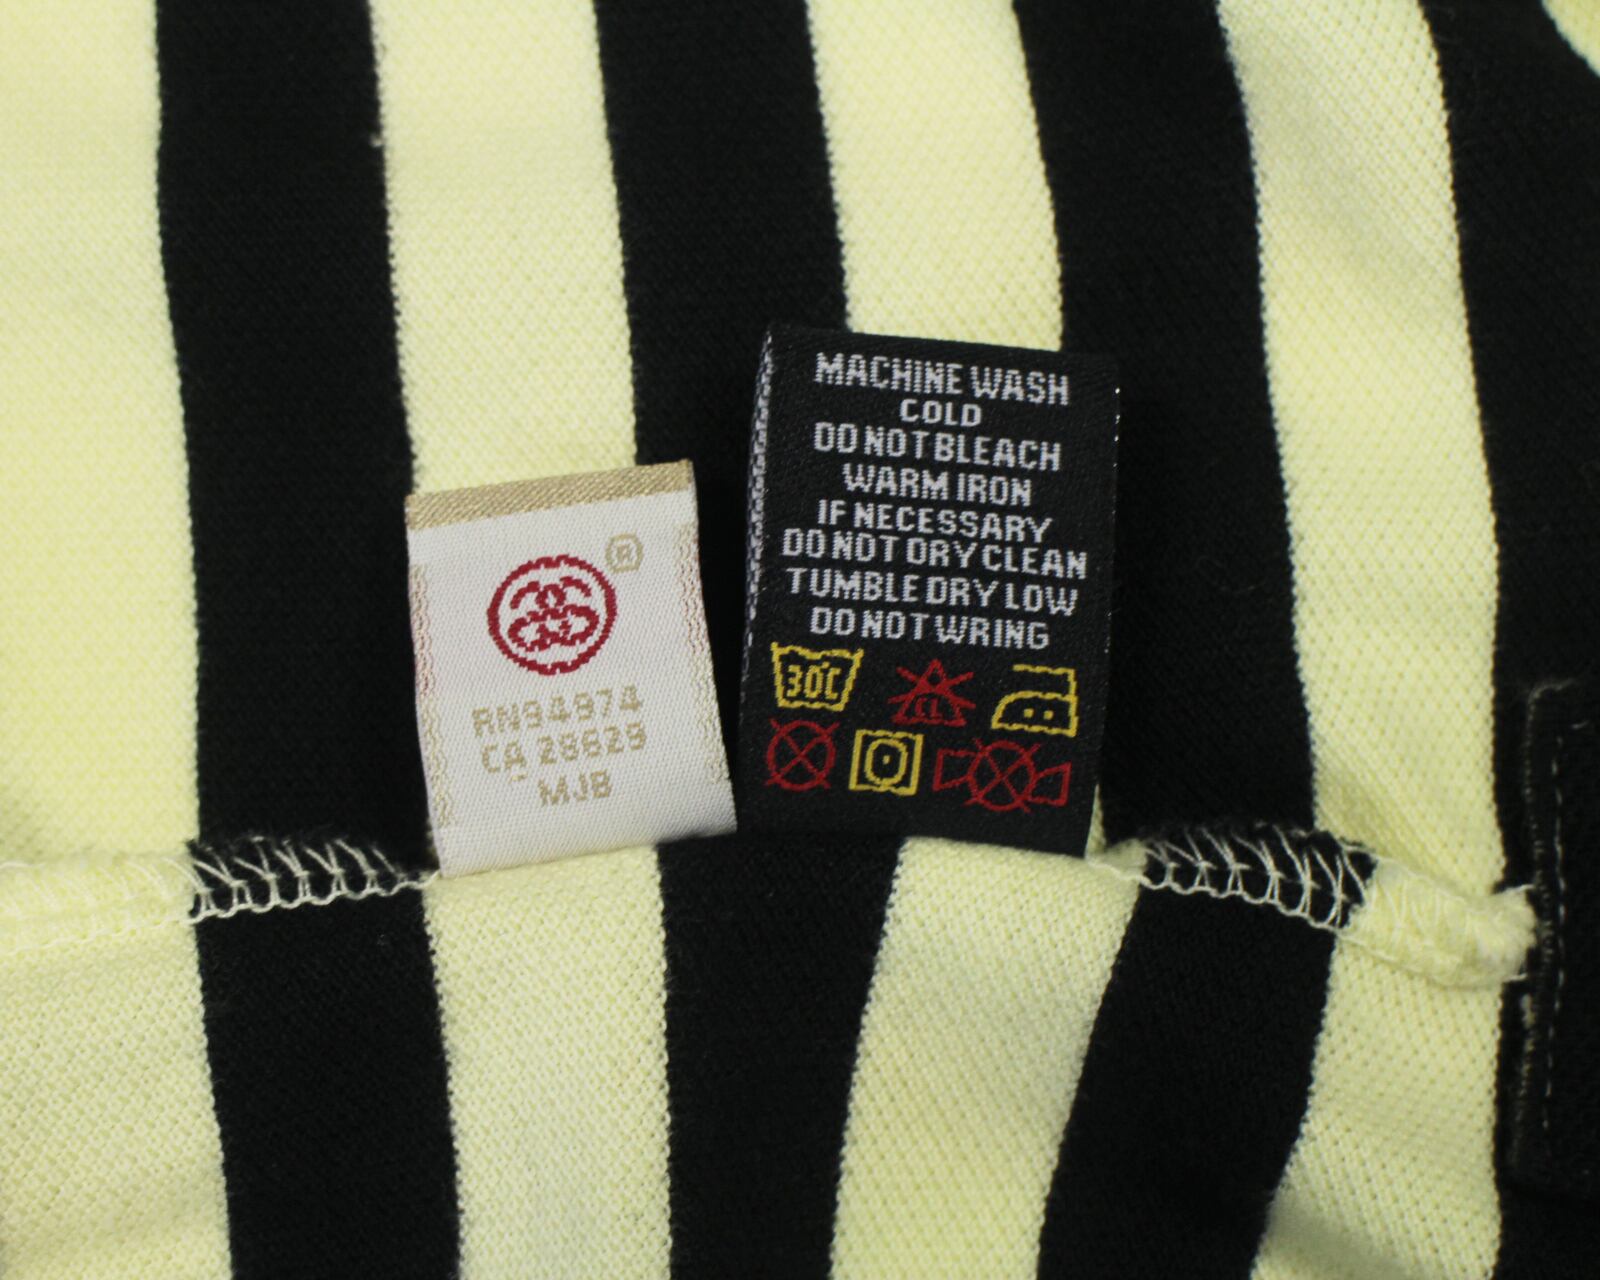 ®
RN94974
CA 28629
MJB
MACHINE WASH
COLD
DO NOT BLEACH
WARM IRON
IF NECESSARY
DO NOT DRY CLEAN
TUMBLE DRY LOW
DO NOT WRING
30C
CL